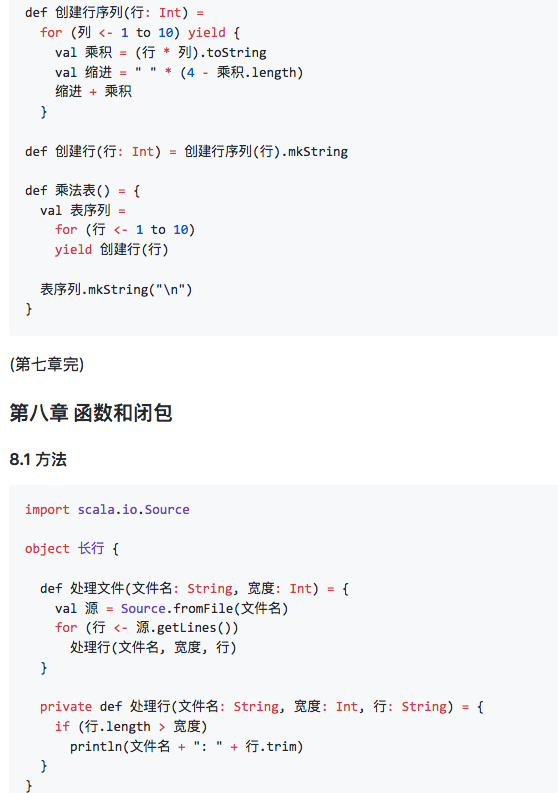 def 创建行序列(行: Int) =
  for (列 <- 1 to 10) yield {
    val 乘积 = (行 * 列).toString
    val 缩进 = " " * (4 - 乘积.length)
    缩进 + 乘积
  }

def 创建行(行: Int) = 创建行序列(行).mkString

def 乘法表() = {
  val 表序列 =
    for (行 <- 1 to 10)
    yield 创建行(行)

  表序列.mkString("\n")
}

(第七章完)

第八章 函数和闭包

8.1 方法

import scala.io.Source

object 长行 {

  def 处理文件(文件名: String, 宽度: Int) = {
    val 源 = Source.fromFile(文件名)
    for (行 <- 源.getLines())
      处理行(文件名, 宽度, 行)
  }

  private def 处理行(文件名: String, 宽度: Int, 行: String) = {
    if (行.length > 宽度)
      println(文件名 + ": " + 行.trim)
  }
}